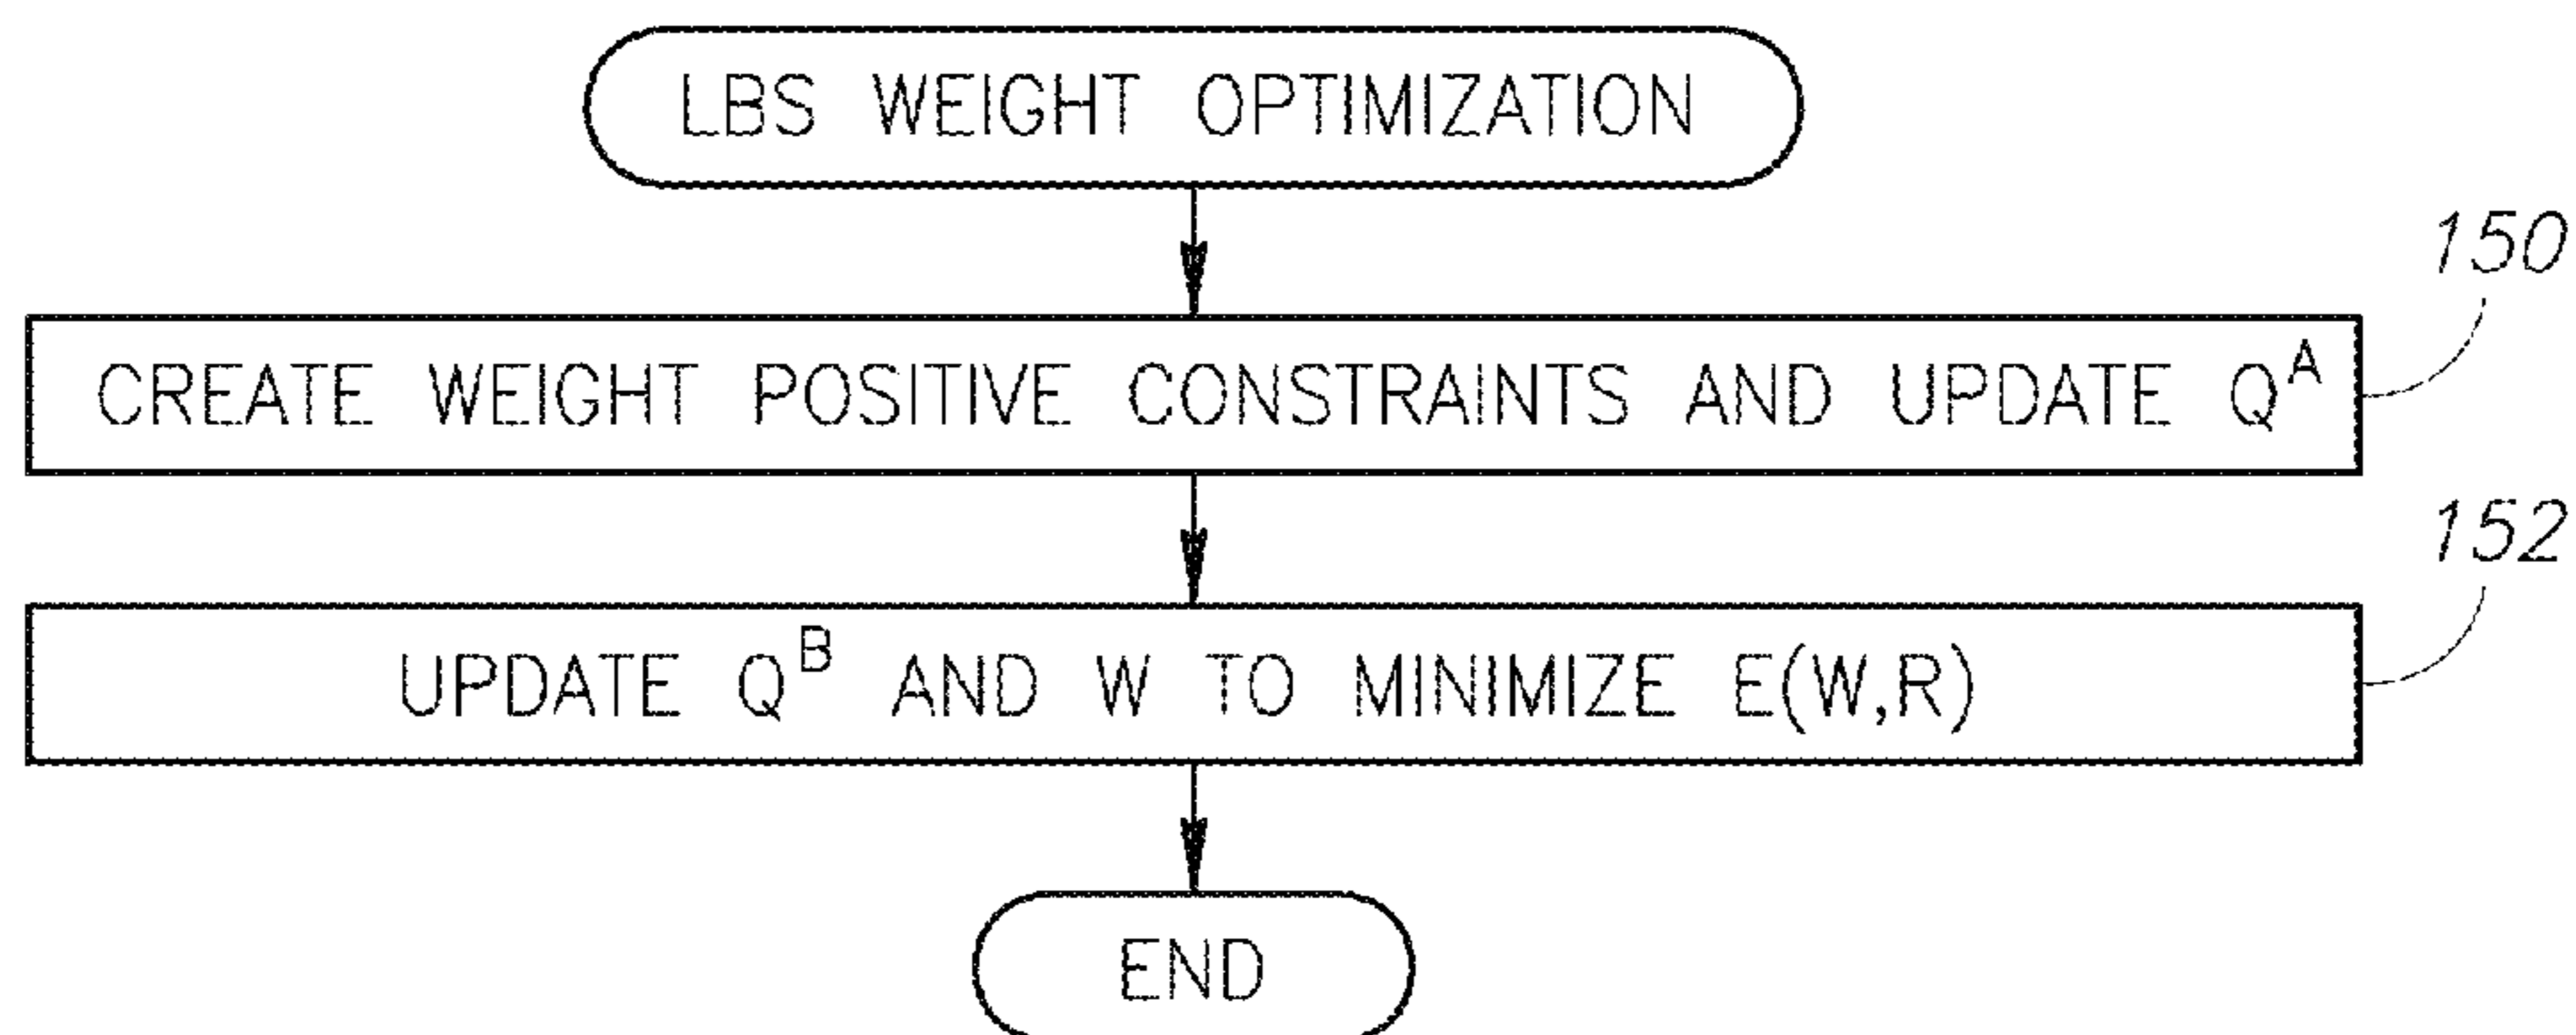 LBS WEIGHT OPTIMIZATION
150
CREATE WEIGHT POSITIVE CONSTRAINTS AND UPDATE Q^A
152
UPDATE Q^B AND W TO MINIMIZE E(W,R)
END